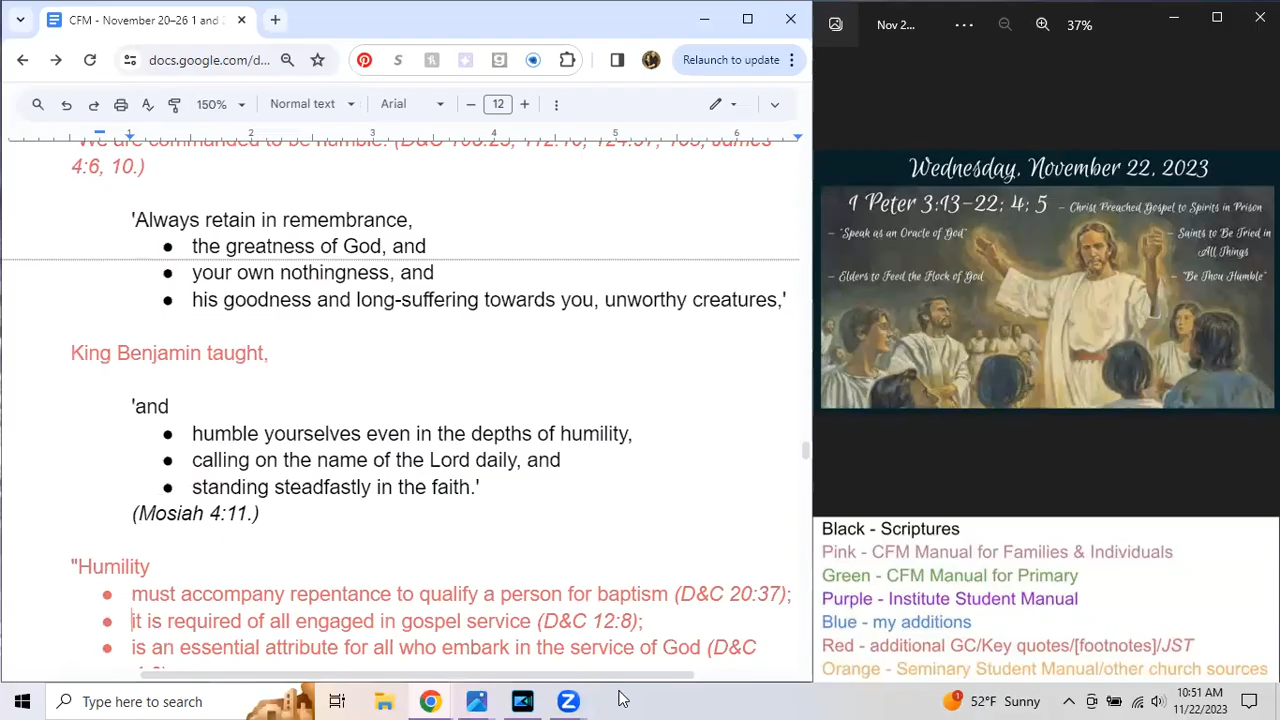 CFM - November 20–26 1 and 2
docs.google.com/d...
Relaunch to update
150%
Normal text
Arial
12
1 2 3 4 5 6
4:6, 10.)
'Always retain in remembrance,
● the greatness of God, and
● your own nothingness, and
● his goodness and long-suffering towards you, unworthy creatures,'
King Benjamin taught,
'and
● humble yourselves even in the depths of humility,
● calling on the name of the Lord daily, and
● standing steadfastly in the faith.'
(Mosiah 4:11.)
"Humility
● must accompany repentance to qualify a person for baptism (D&C 20:37);
● it is required of all engaged in gospel service (D&C 12:8);
● is an essential attribute for all who embark in the service of God (D&C
Nov 2...
37%
Wednesday, November 22, 2023
1 Peter 3:13-22; 4; 5
– Christ Preached Gospel to Spirits in Prison
– "Speak as an Oracle of God"
– Saints to Be Tried in
All Things
– Elders to Feed the Flock of God
– "Be Thou Humble"
Black - Scriptures
Pink - CFM Manual for Families & Individuals
Green - CFM Manual for Primary
Purple - Institute Student Manual
Blue - my additions
Red - additional GC/Key quotes/[footnotes]/JST
Orange - Seminary Student Manual/other church sources
Type here to search
1
52°F Sunny
10:51 AM
11/22/2023